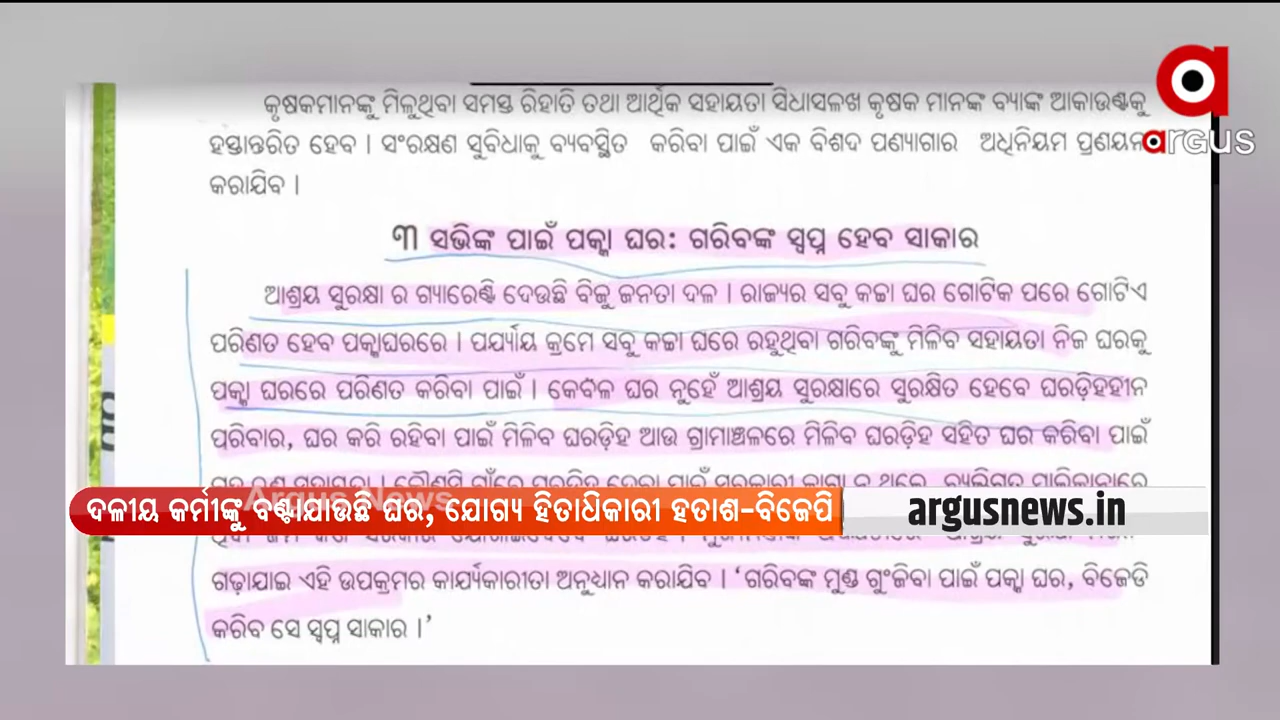 କୃଷକମାନଙ୍କୁ ମିଳୁଥିବା ସମସ୍ତ ରିହାତି ତଥା ଆର୍ଥିକ ସହାୟତା ସିଧାସଳଖ କୃଷକ ମାନଙ୍କ ବ୍ୟାଙ୍କ ଆକାଉଣ୍ଟକୁ
ହସ୍ତାନ୍ତରିତ ହେବ । ସଂରକ୍ଷଣ ସୁବିଧାକୁ ବ୍ୟବସ୍ଥିତ କରିବା ପାଇଁ ଏକ ବିଶଦ ପଣ୍ୟାଗାର ଅଧିନିୟମ ପ୍ରଣୟନ
କରାଯିବ ।
argus
୩ ସଭିଙ୍କ ପାଇଁ ପକ୍କା ଘର: ଗରିବଙ୍କ ସ୍ୱପ୍ନ ହେବ ସାକାର
ଆଶ୍ରୟ ସୁରକ୍ଷା ର ଗ୍ୟାରେଣ୍ଟି ଦେଉଛି ବିଜୁ ଜନତା ଦଳ । ରାଜ୍ୟର ସବୁ କଚ୍ଚା ଘର ଗୋଟିକ ପରେ ଗୋଟିଏ
ପରିଣତ ହେବ ପକ୍କାଘରରେ । ପର୍ଯ୍ୟାୟ କ୍ରମେ ସବୁ କଚ୍ଚା ଘରେ ରହୁଥିବା ଗରିବଙ୍କୁ ମିଳିବ ସହାୟତା ନିଜ ଘରକୁ
ପକ୍କା ଘରରେ ପରିଣତ କରିବା ପାଇଁ । କେବଳ ଘର ନୁହେଁ ଆଶ୍ରୟ ସୁରକ୍ଷାରେ ସୁରକ୍ଷିତ ହେବେ ଘରଡ଼ିହହୀନ
ପରିବାର, ଘର କରି ରହିବା ପାଇଁ ମିଳିବ ଘରଡ଼ିହ ଆଉ ଗ୍ରାମାଞ୍ଚଳରେ ମିଳିବ ଘରଡ଼ିହ ସହିତ ଘର କରିବା ପାଇଁ
Argus News
ଦଳୀୟ କର୍ମୀଙ୍କୁ ବଣ୍ଟାଯାଉଛି ଘର, ଯୋଗ୍ୟ ହିତାଧିକାରୀ ହତାଶ-ବିଜେପି
argusnews.in
ଗଢ଼ାଯାଇ ଏହି ଉପକ୍ରମର କାର୍ଯ୍ୟକାରୀତା ଅନୁଧ୍ୟାନ କରାଯିବ । ‘ଗରିବଙ୍କ ମୁଣ୍ଡ ଗୁଂଜିବା ପାଇଁ ପକ୍କା ଘର, ବିଜେଡି
କରିବ ସେ ସ୍ୱପ୍ନ ସାକାର ।’